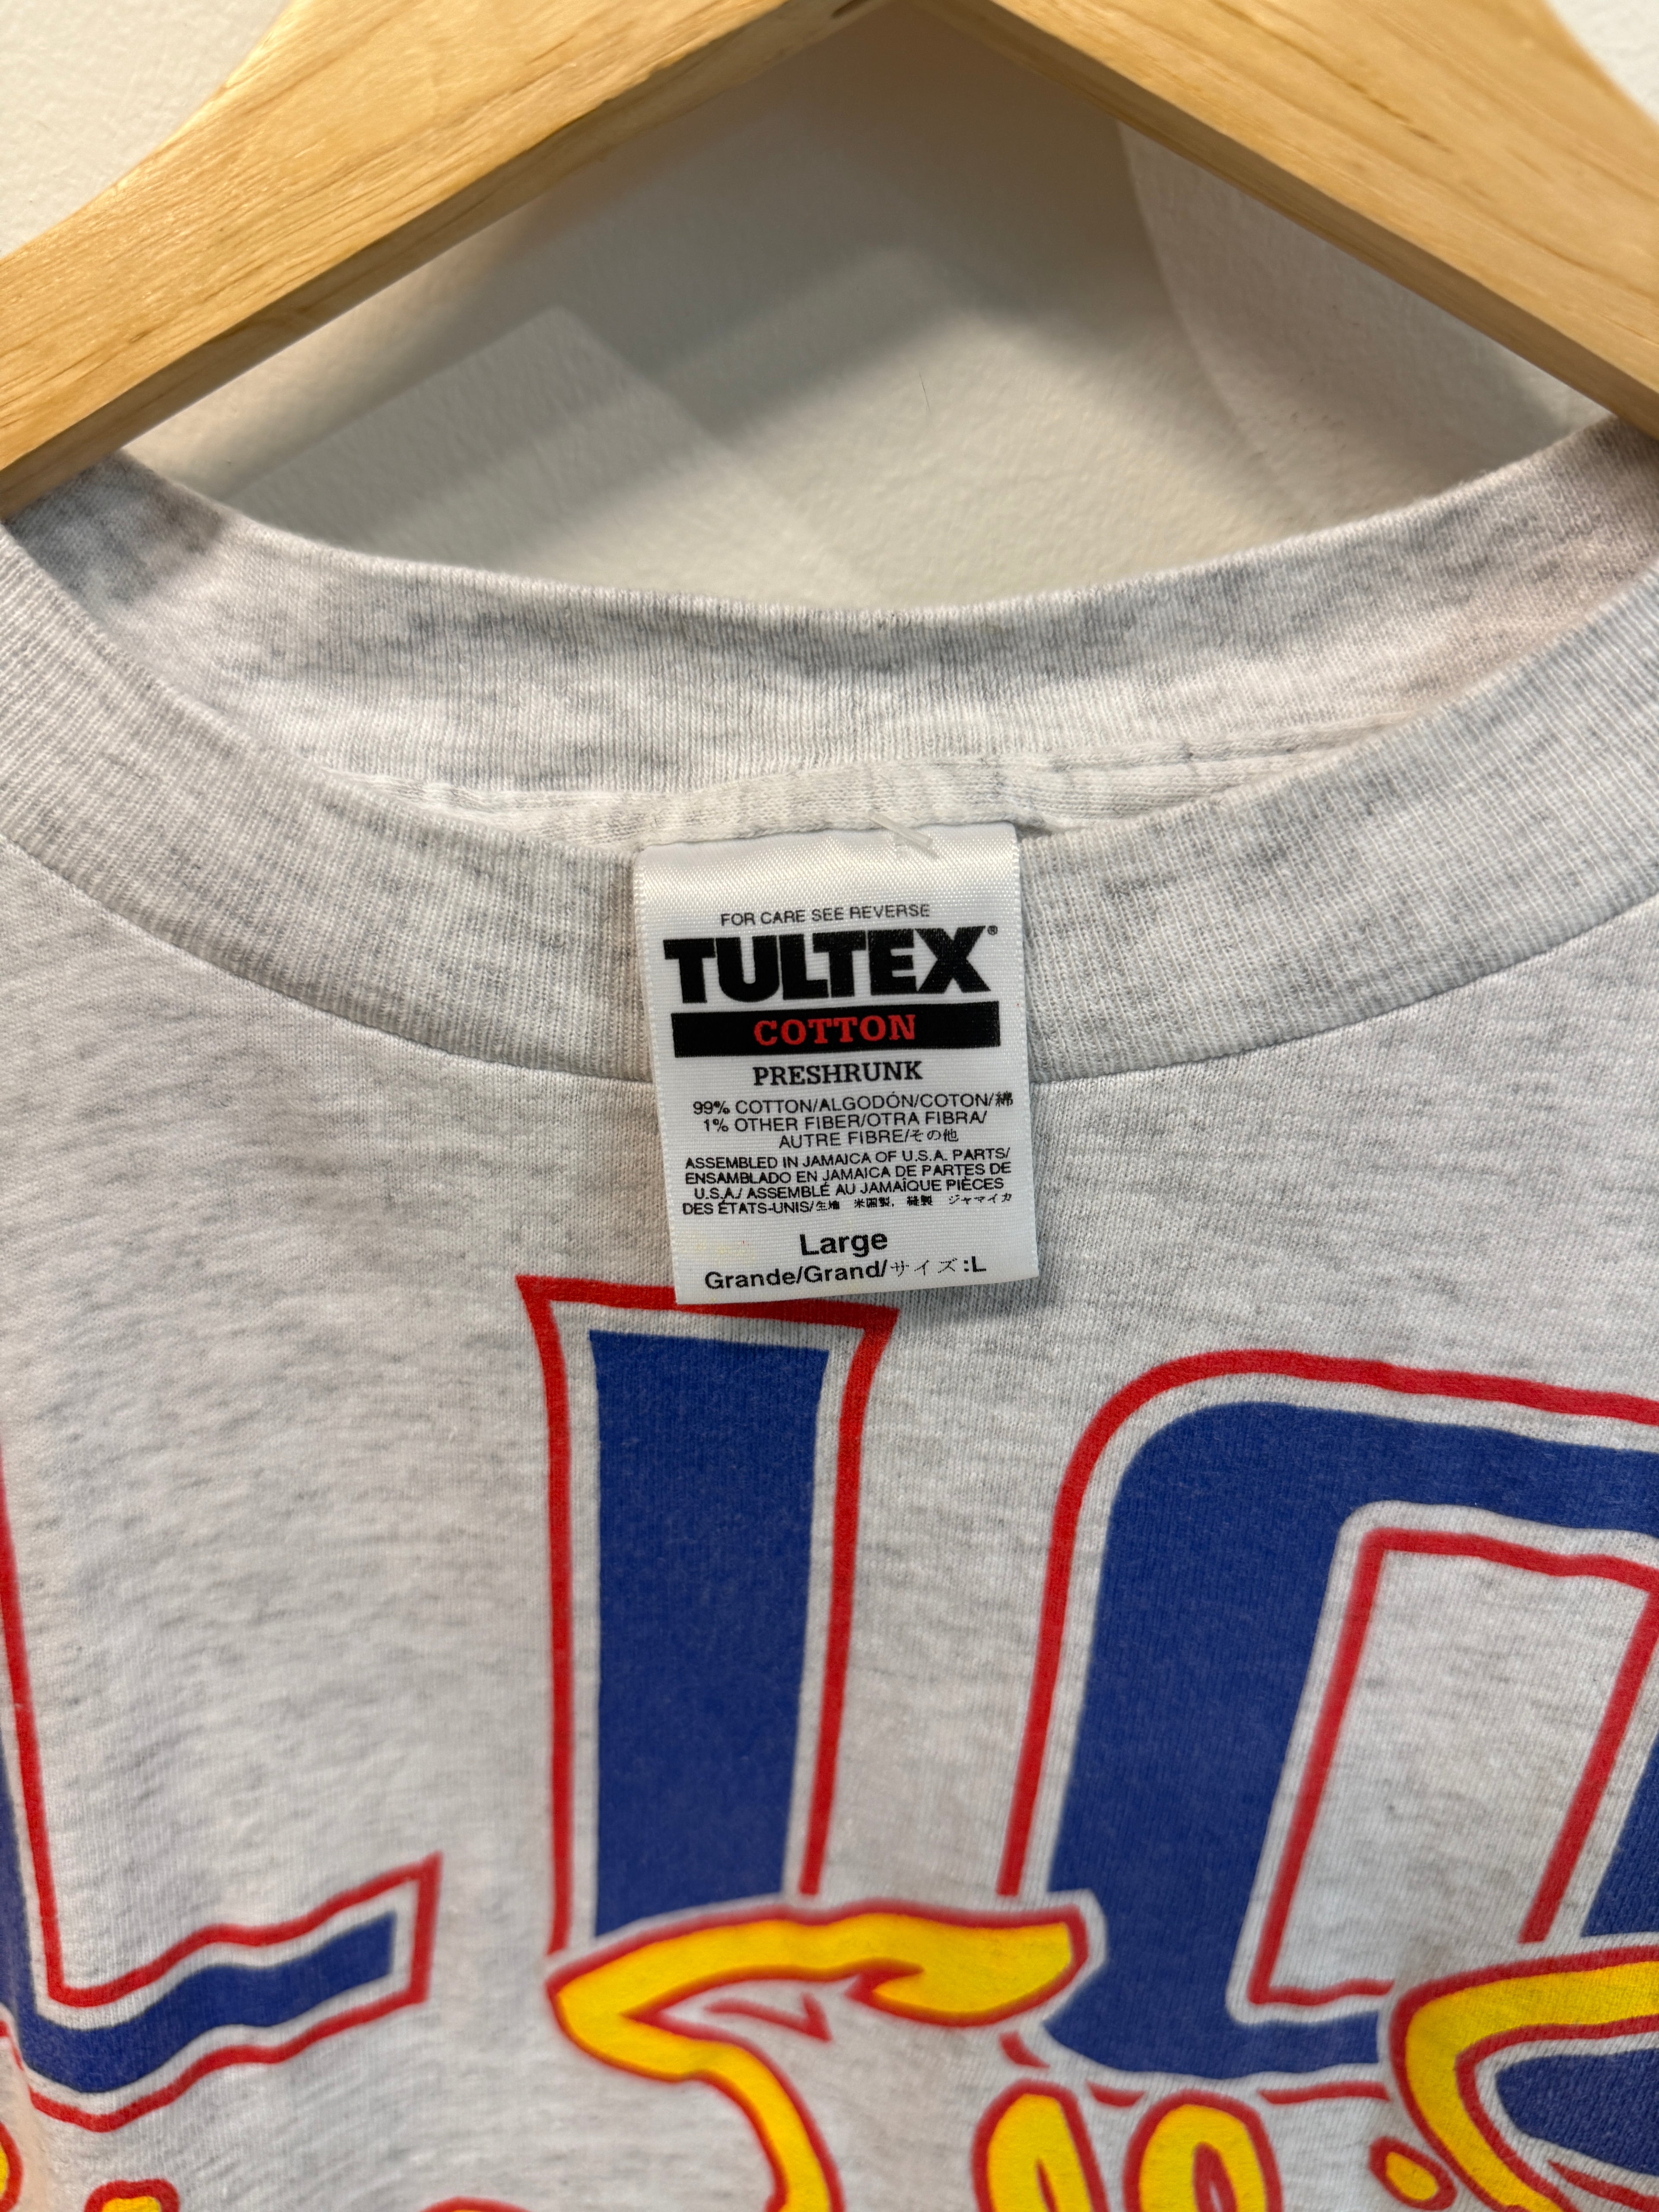 FOR CARE SEE REVERSE
TULTEX®
COTTON
PRESHRUNK
99% COTTON/ALGODÓN/COTON/綿
1% OTHER FIBER/OTRA FIBRA/
AUTRE FIBRE/その他
ASSEMBLED IN JAMAICA OF U.S.A. PARTS/
ENSAMBLADO EN JAMAICA DE PARTES DE
U.S.A./ ASSEMBLÉ AU JAMAÏQUE PIÈCES
DES ÉTATS-UNIS/生地 米国製, 縫製 ジャマイカ
Large
Grande/Grand/サイズ:L